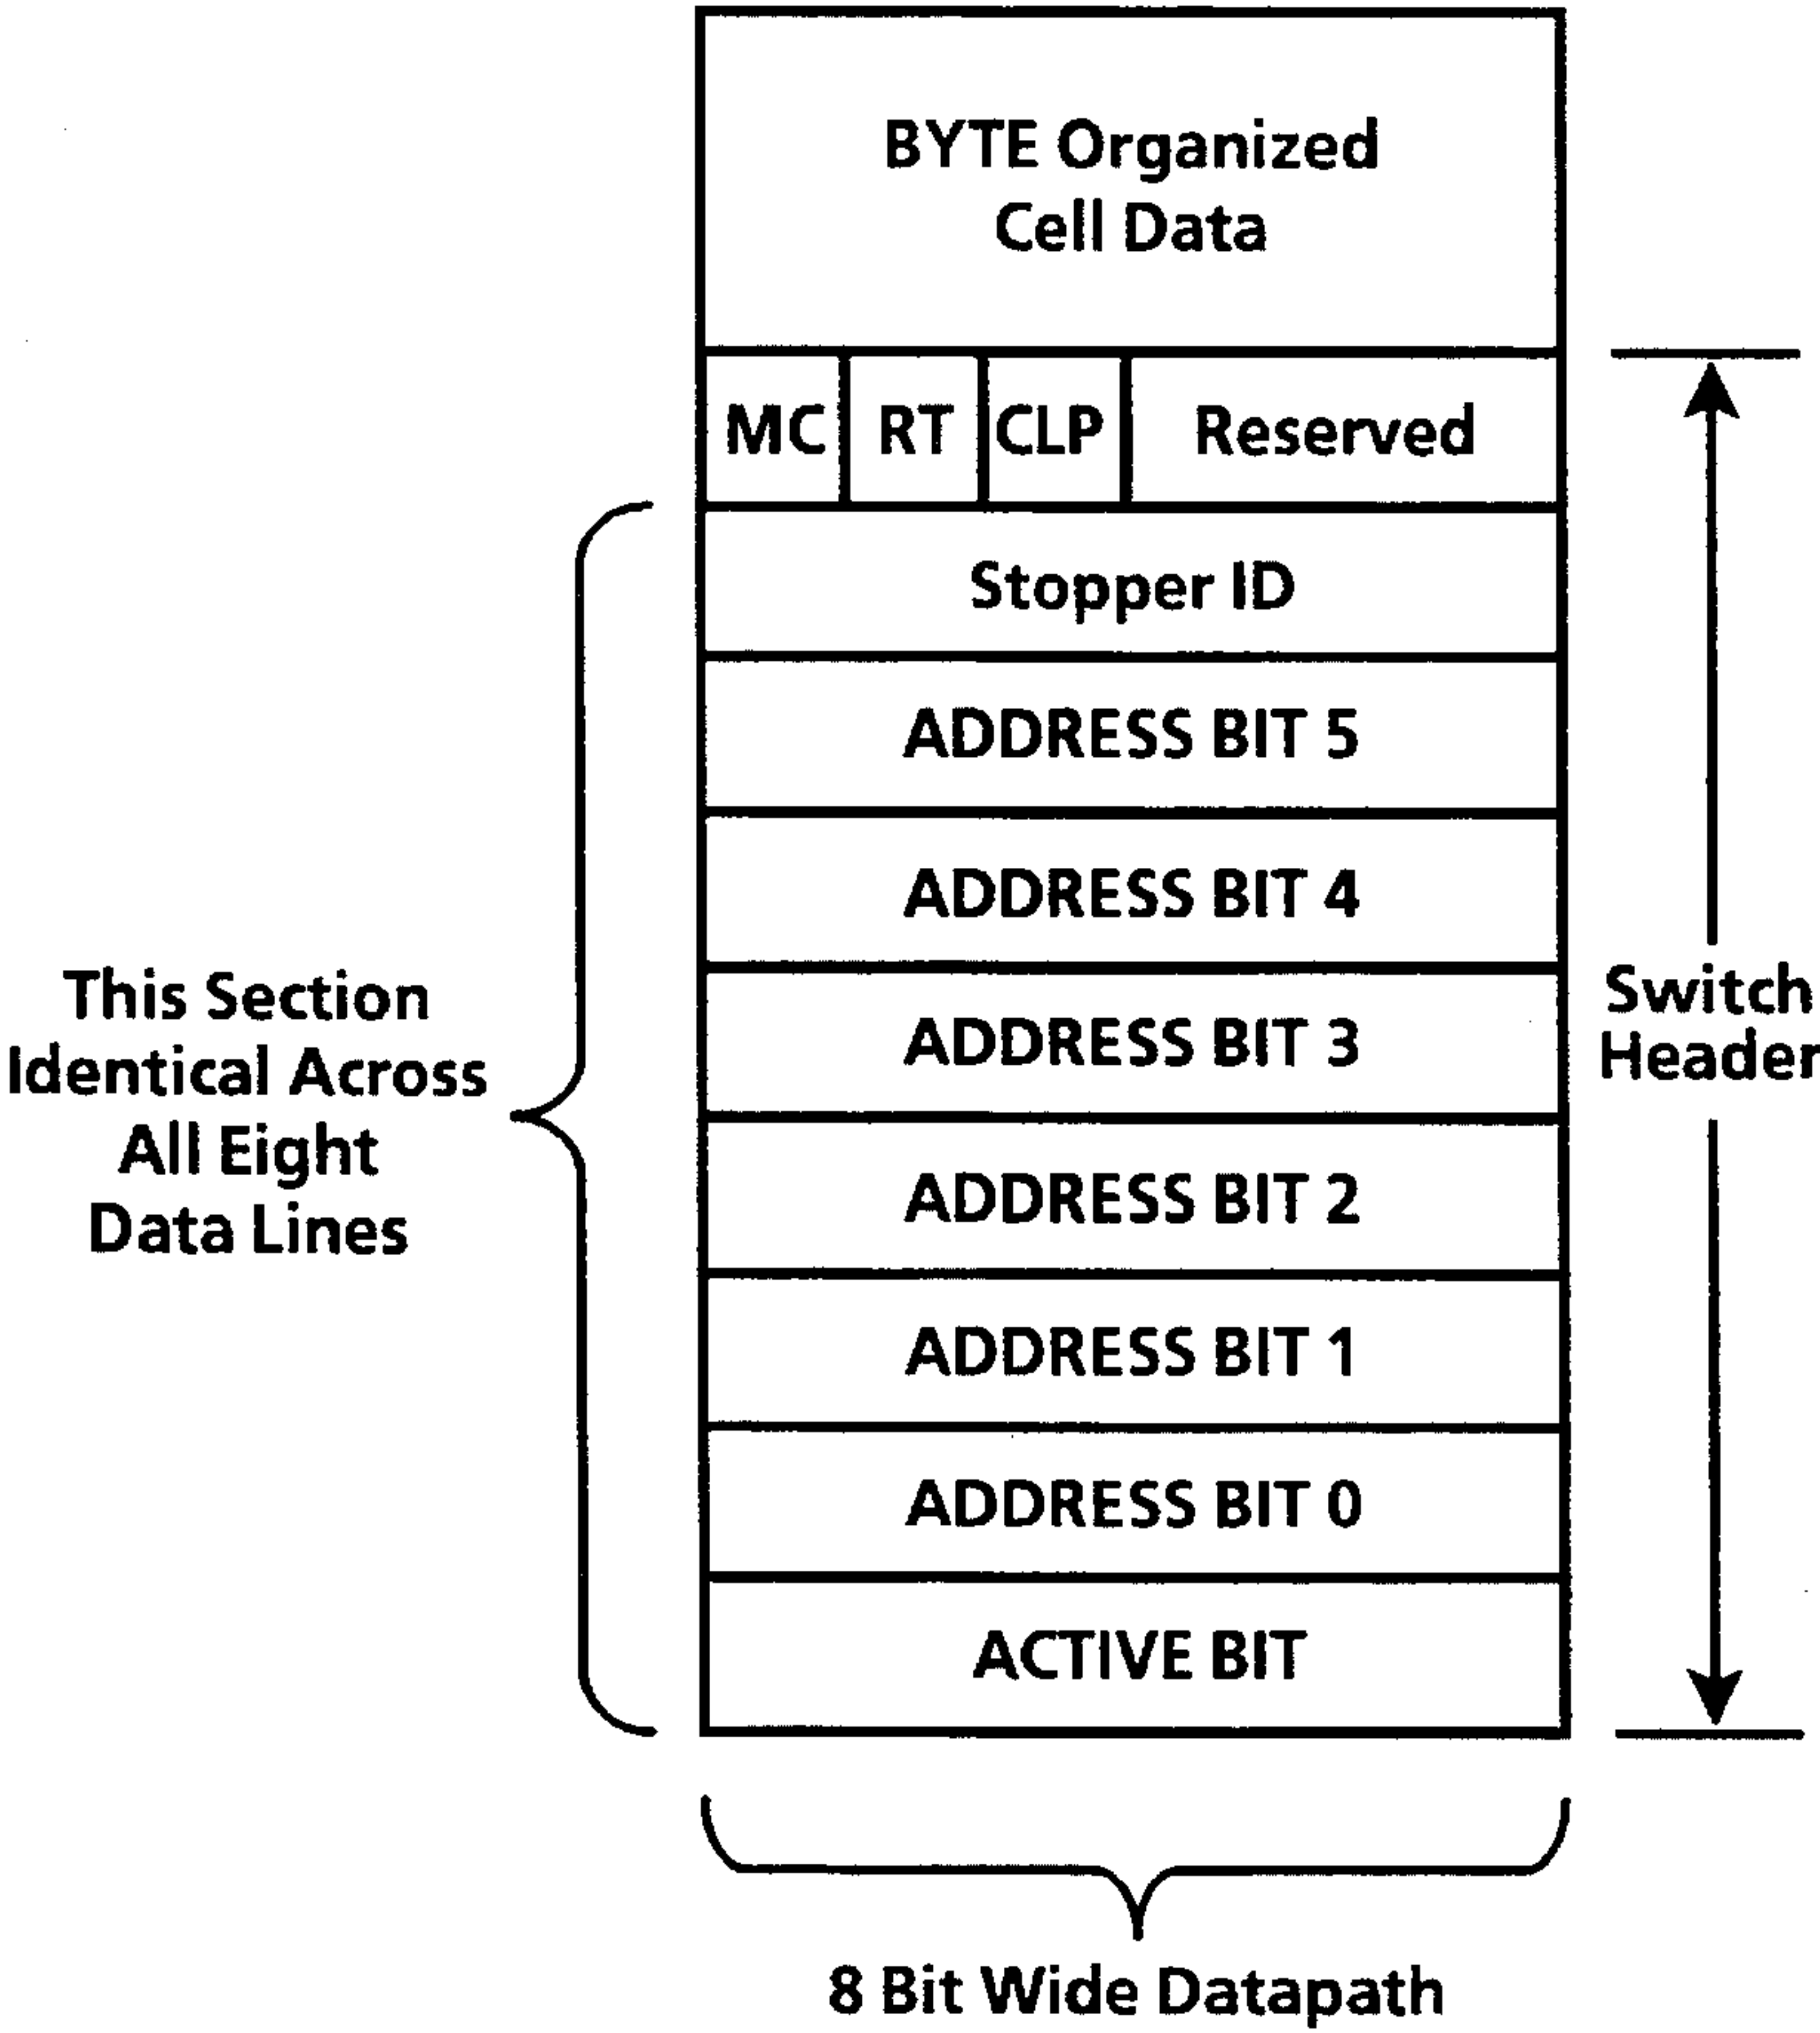 BYTE Organized
Cell Data
MC RT CLP Reserved
Stopper ID
ADDRESS BIT 5
ADDRESS BIT 4
ADDRESS BIT 3
ADDRESS BIT 2
ADDRESS BIT 1
ADDRESS BIT 0
ACTIVE BIT
This Section
Identical Across
All Eight
Data Lines
Switch
Header
8 Bit Wide Datapath